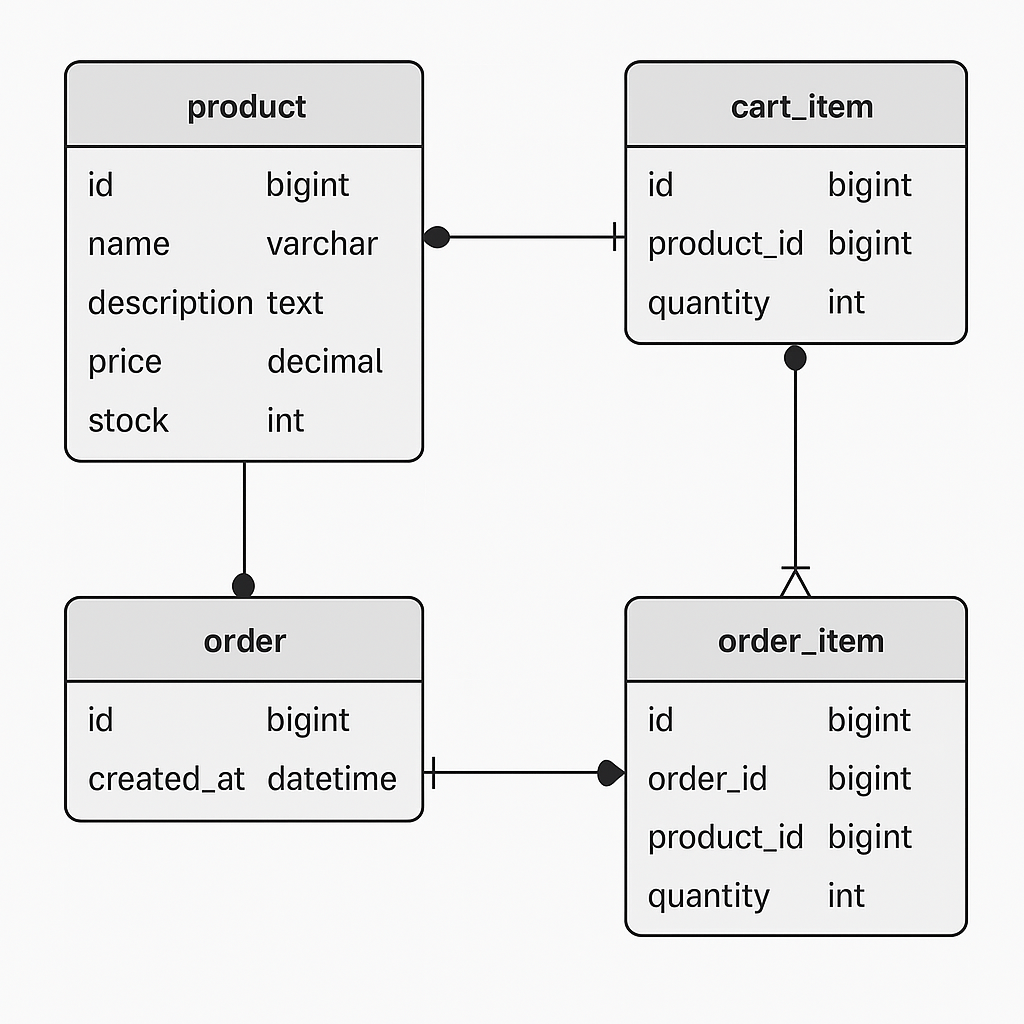 product
id bigint
name varchar
description text
price decimal
stock int
cart_item
id bigint
product_id bigint
quantity int
order
id bigint
created_at datetime
order_item
id bigint
order_id bigint
product_id bigint
quantity int